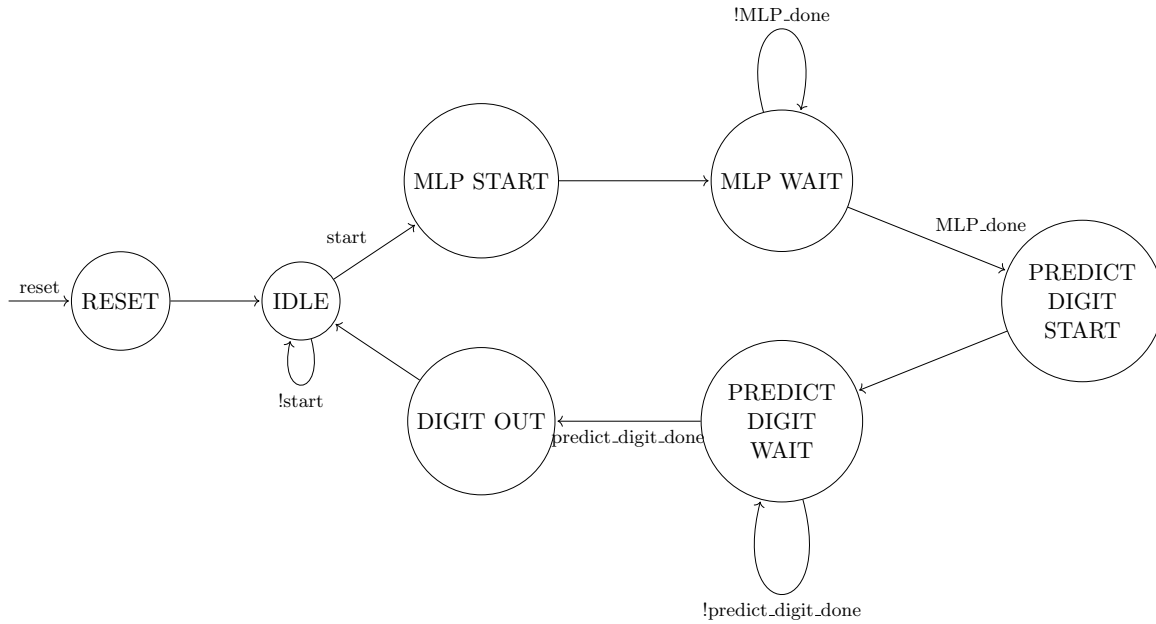 !MLP_done
MLP START
MLP WAIT
start
MLP_done
reset
RESET
IDLE
PREDICT
DIGIT
START
!start
DIGIT OUT
predict_digit_done
PREDICT
DIGIT
WAIT
!predict_digit_done